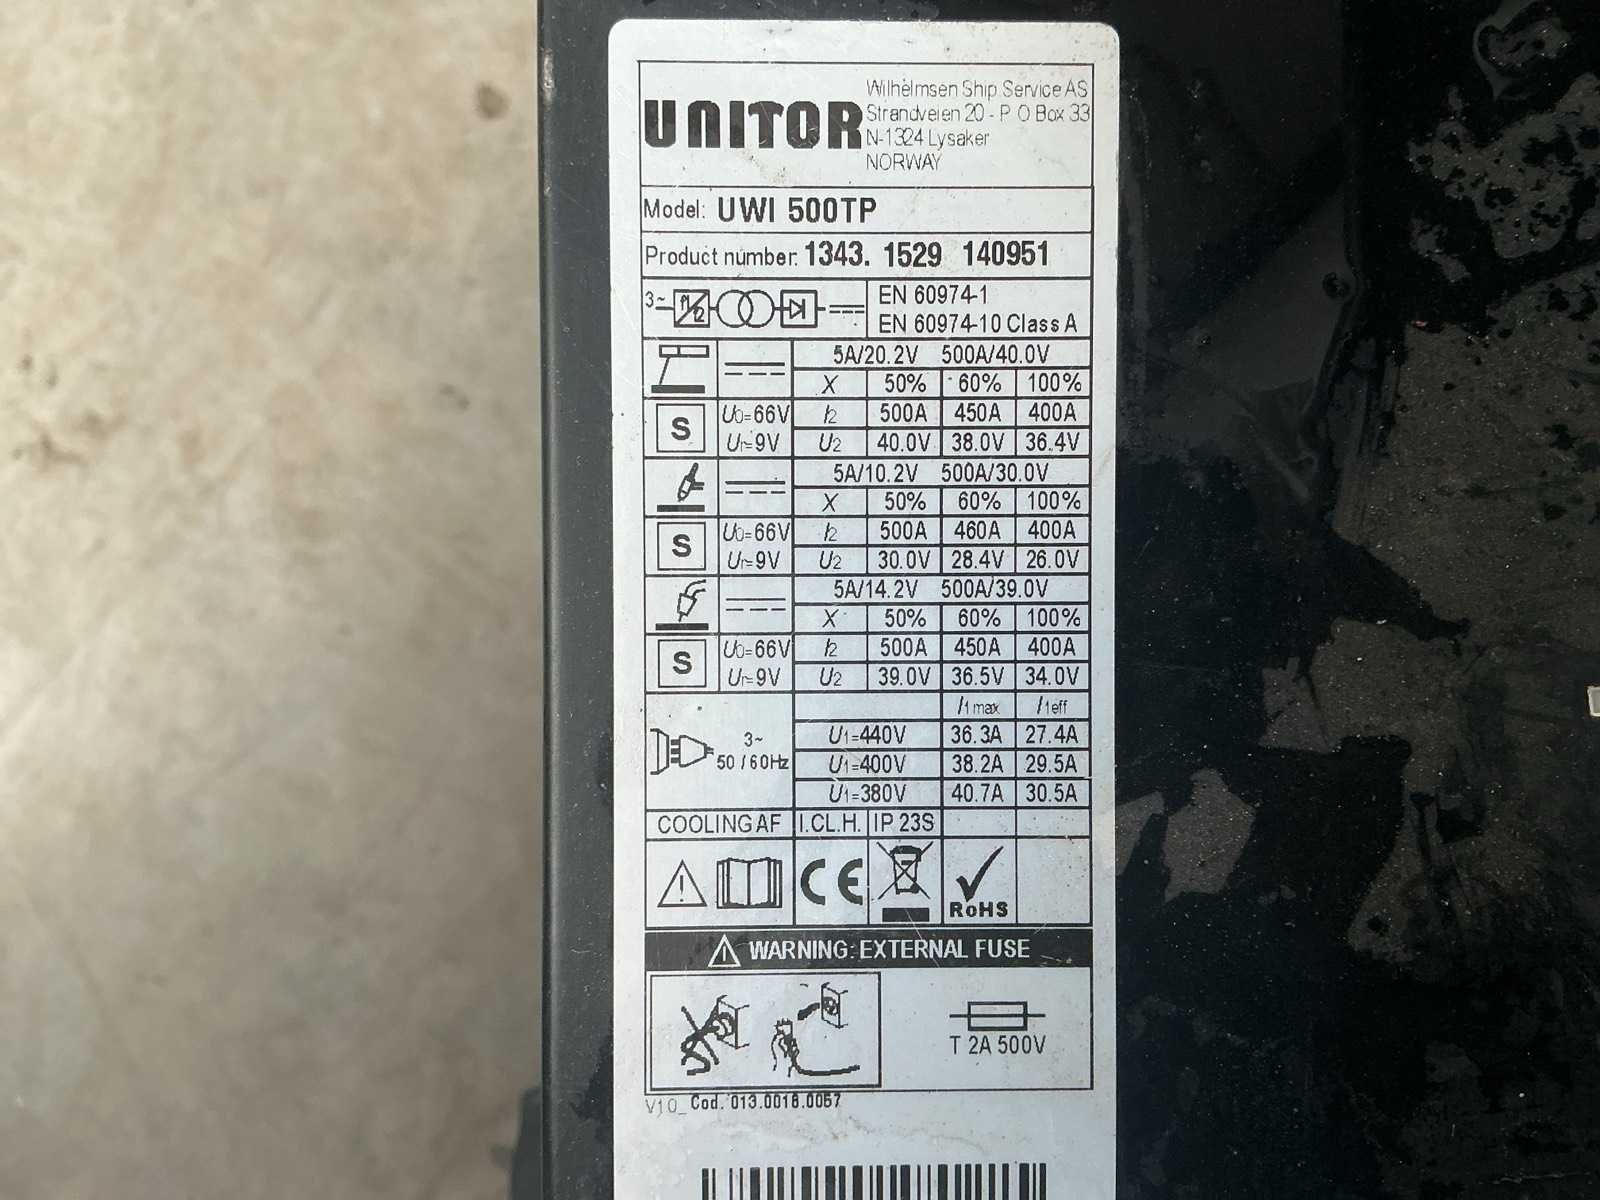 UNITOR
Wilhelmsen Ship Service AS
Strandveien 20 - P O Box 33
N-1324 Lysaker
NORWAY
Model: UWI 500TP
Product number: 1343. 1529 140951
3~ f1 f2
EN 60974-1
EN 60974-10 Class A
5A/20.2V 500A/40.0V
X 50% 60% 100%
S U0=66V I2 500A 450A 400A
Ur=9V U2 40.0V 38.0V 36.4V
5A/10.2V 500A/30.0V
X 50% 60% 100%
S U0=66V I2 500A 460A 400A
Ur=9V U2 30.0V 28.4V 26.0V
5A/14.2V 500A/39.0V
X 50% 60% 100%
S U0=66V I2 500A 450A 400A
Ur=9V U2 39.0V 36.5V 34.0V
I1max I1eff
3~
50 / 60Hz
U1=440V 36.3A 27.4A
U1=400V 38.2A 29.5A
U1=380V 40.7A 30.5A
COOLING AF I.CL.H. IP 23S
CE RoHS
WARNING: EXTERNAL FUSE
T 2A 500V
V1.0_ Cod. 013.0018.0057